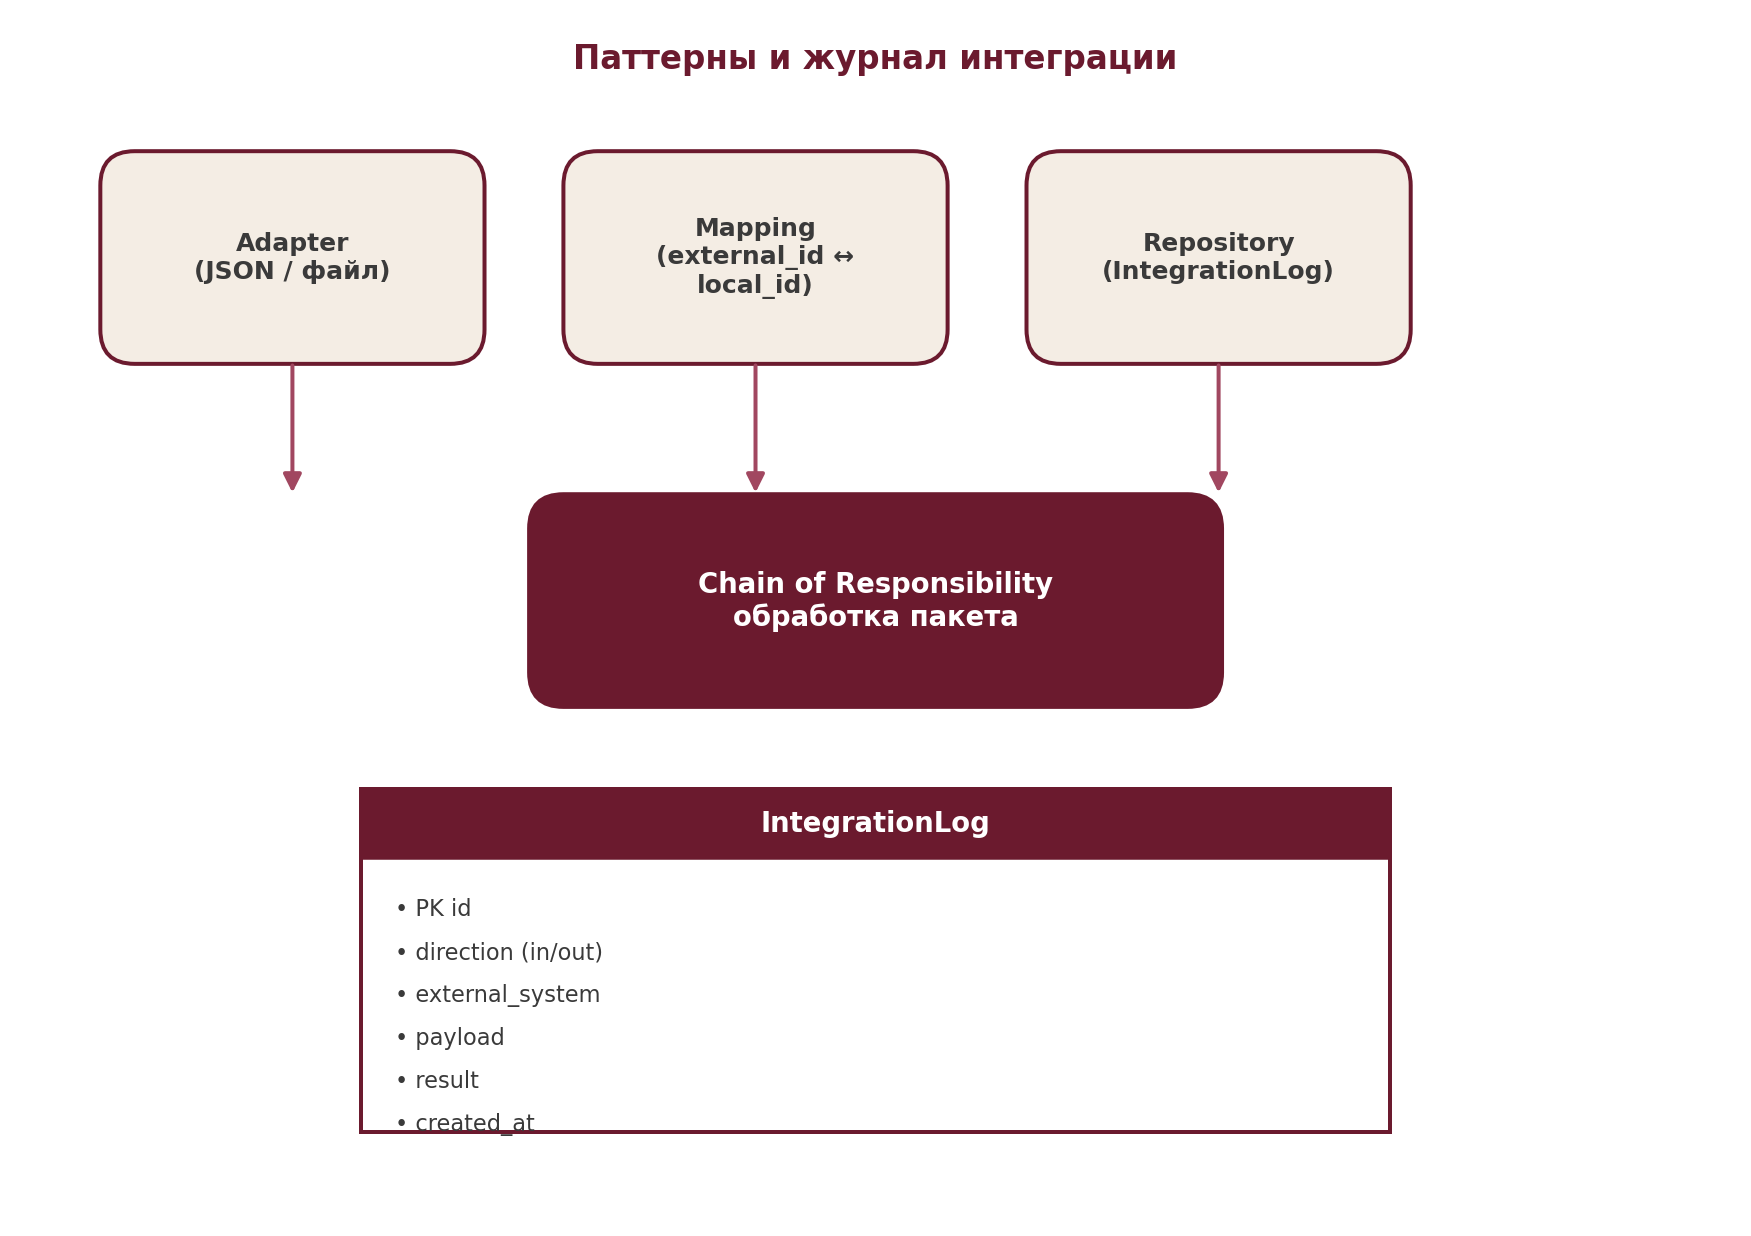 Паттерны и журнал интеграции
Adapter
(JSON / файл)
Mapping
(external_id ↔
local_id)
Repository
(IntegrationLog)
Chain of Responsibility
обработка пакета
IntegrationLog
• PK id
• direction (in/out)
• external_system
• payload
• result
• created_at